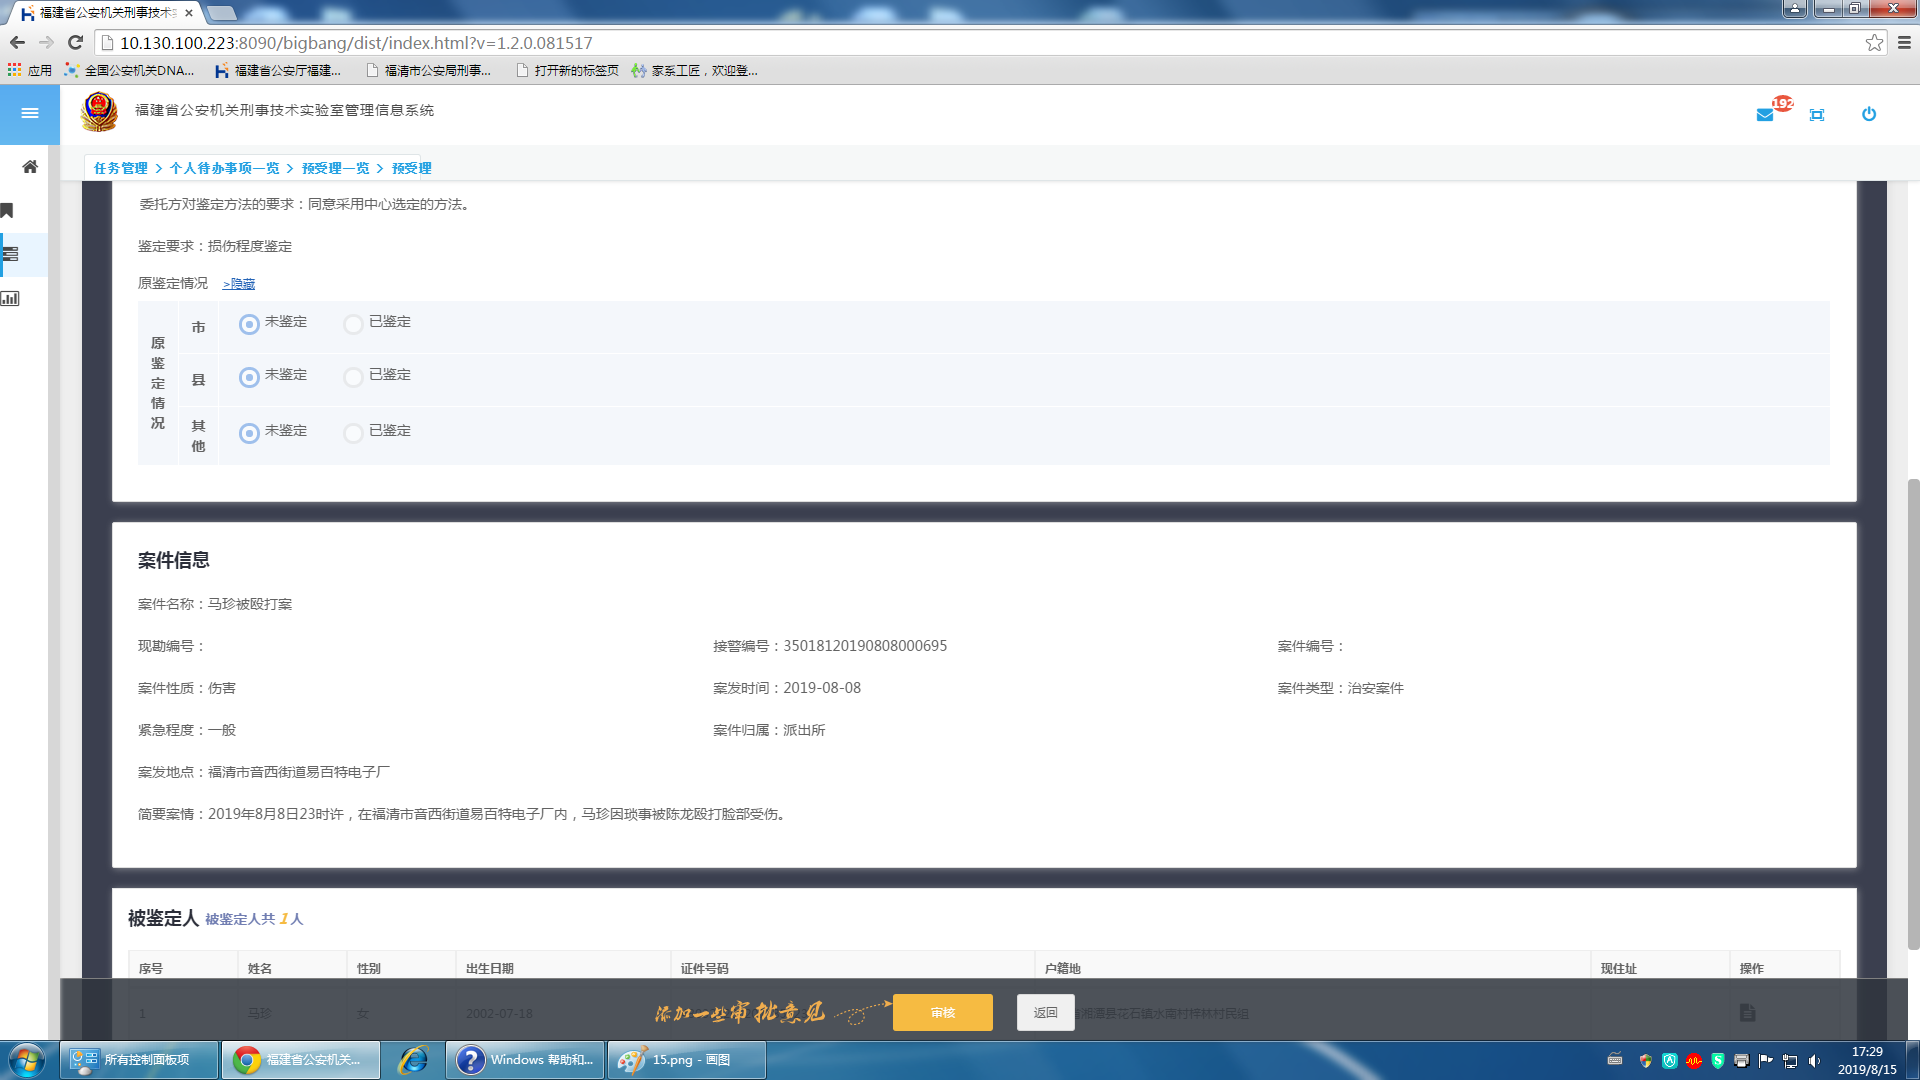 福建省公安机关刑事技术
10.130.100.223:8090/bigbang/dist/index.html?v=1.2.0.081517
应用 全国公安机关DNA... 福建省公安厅福建... 福清市公安局刑事... 打开新的标签页 家系工匠，欢迎登...
福建省公安机关刑事技术实验室管理信息系统
192
任务管理 > 个人待办事项一览 > 预受理一览 > 预受理
委托方对鉴定方法的要求：同意采用中心选定的方法。
鉴定要求：损伤程度鉴定
原鉴定情况 >隐藏
原鉴定情况
市 未鉴定 已鉴定
县 未鉴定 已鉴定
其他 未鉴定 已鉴定
案件信息
案件名称：马珍被殴打案
现勘编号： 接警编号：35018120190808000695 案件编号：
案件性质：伤害 案发时间：2019-08-08 案件类型：治安案件
紧急程度：一般 案件归属：派出所
案发地点：福清市音西街道易百特电子厂
简要案情：2019年8月8日23时许，在福清市音西街道易百特电子厂内，马珍因琐事被陈龙殴打脸部受伤。
被鉴定人 被鉴定人共 1 人
序号 姓名 性别 出生日期 证件号码 户籍地 现住址 操作
1 马珍 女 2002-07-18 湘潭县花石镇水南村梓林村民组
添加一些审批意见 审核 返回
所有控制面板项 福建省公安机关... Windows 帮助和... 15.png - 画图
17:29
2019/8/15